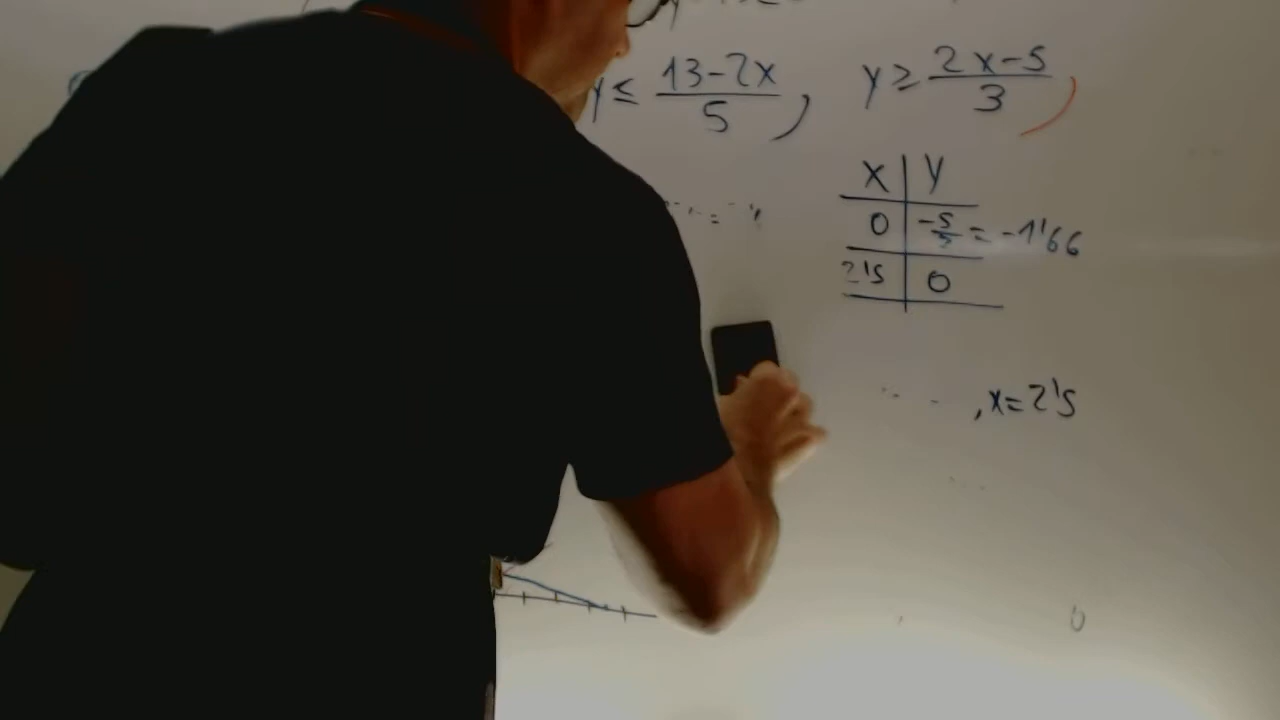 y ≤ (13-2x)/5 , y ≥ (2x-5)/3 ,
x | y
0 | -5/3 = -1'66
2'5 | 0
, x=2'5